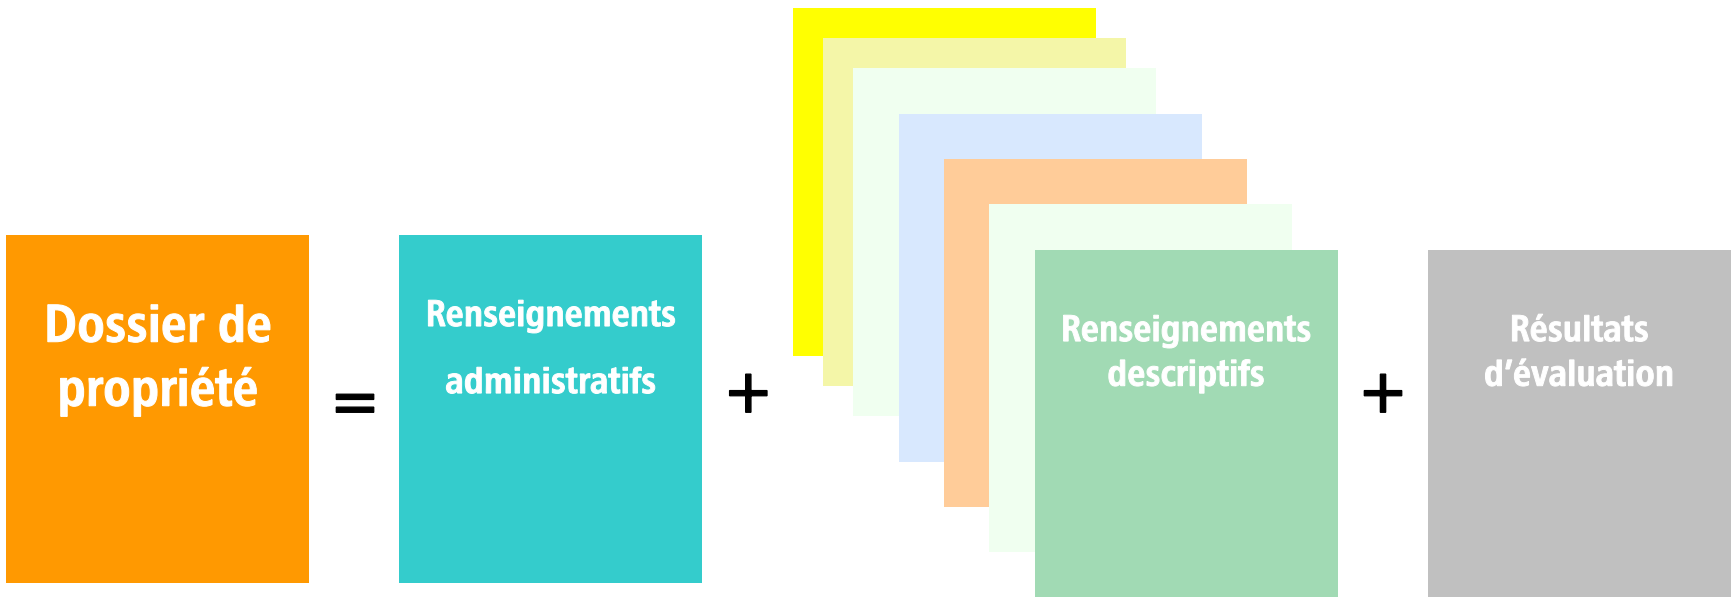 Dossier de
propriété
=
Renseignements
administratifs
+
Renseignements
descriptifs
+
Résultats
d’évaluation